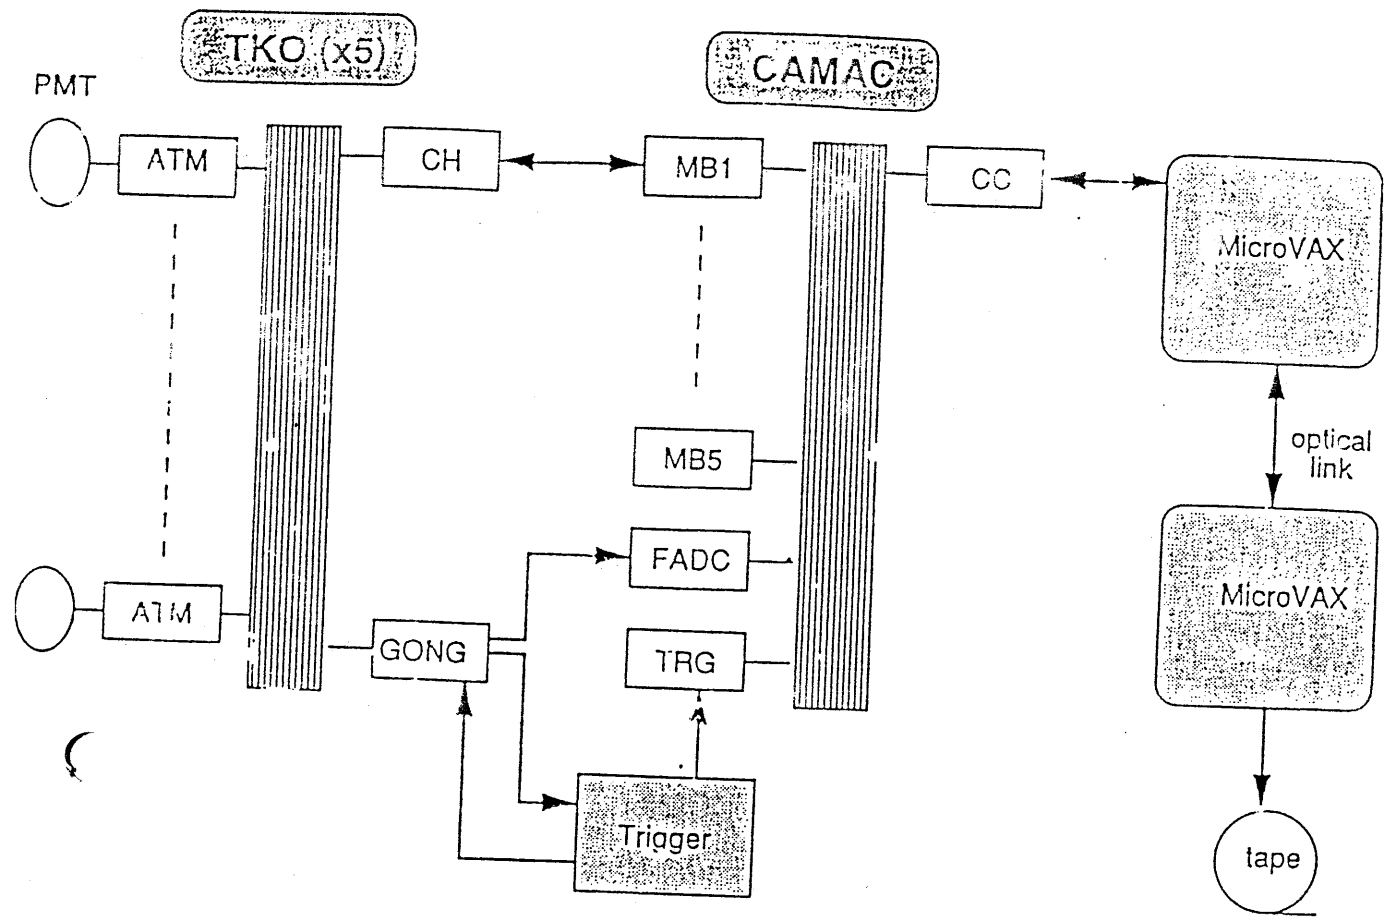 TKO (x5)
CAMAC
PMT
ATM
CH
MB1
CC
MicroVAX
MB5
optical
link
FADC
ATM
MicroVAX
GONG
TRG
Trigger
tape